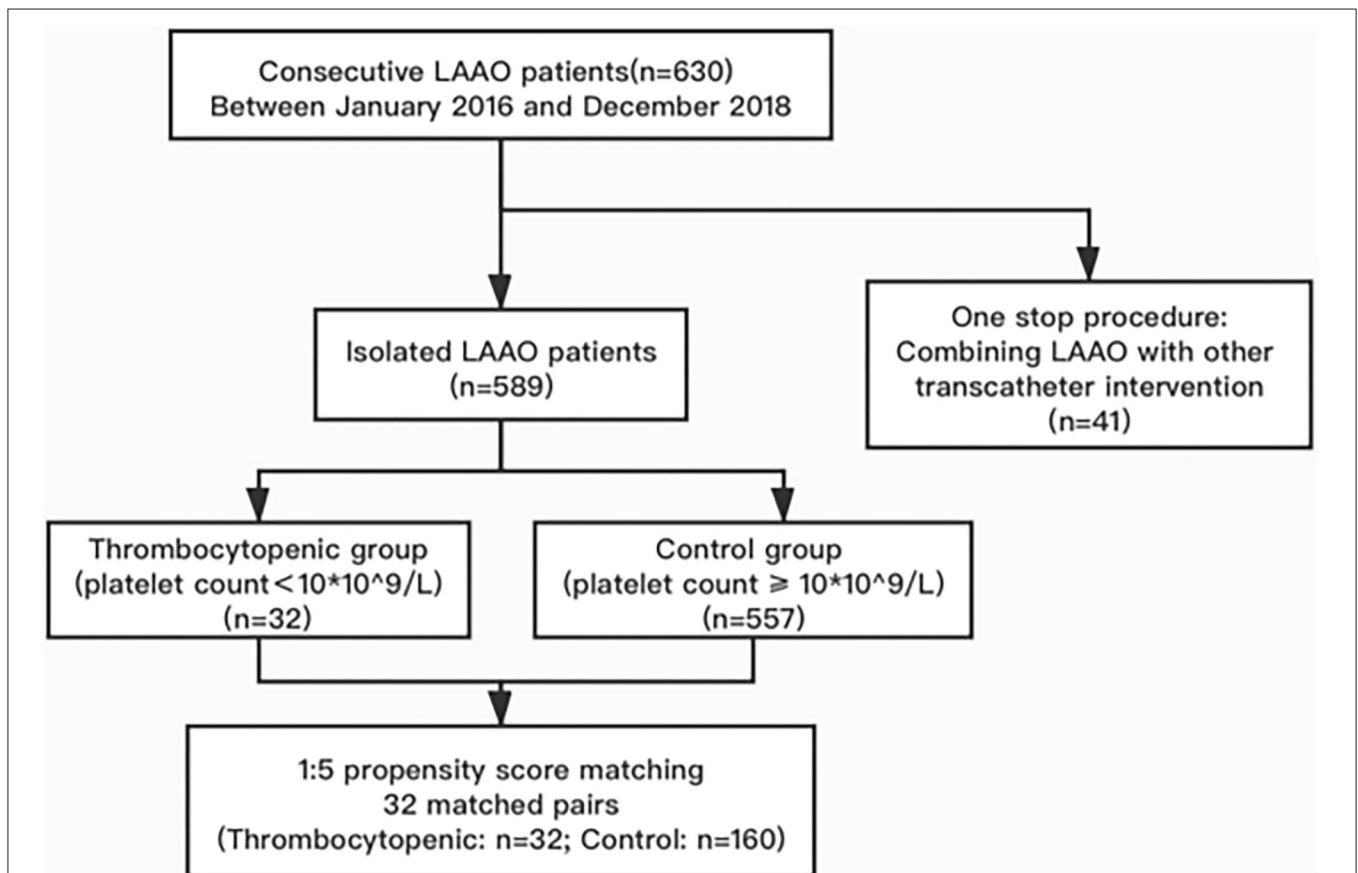 Consecutive LAAO patients(n=630)
Between January 2016 and December 2018
Isolated LAAO patients
(n=589)
One stop procedure:
Combining LAAO with other
transcatheter intervention
(n=41)
Thrombocytopenic group
(platelet count<10*10^9/L)
(n=32)
Control group
(platelet count ⩾ 10*10^9/L)
(n=557)
1:5 propensity score matching
32 matched pairs
(Thrombocytopenic: n=32; Control: n=160)